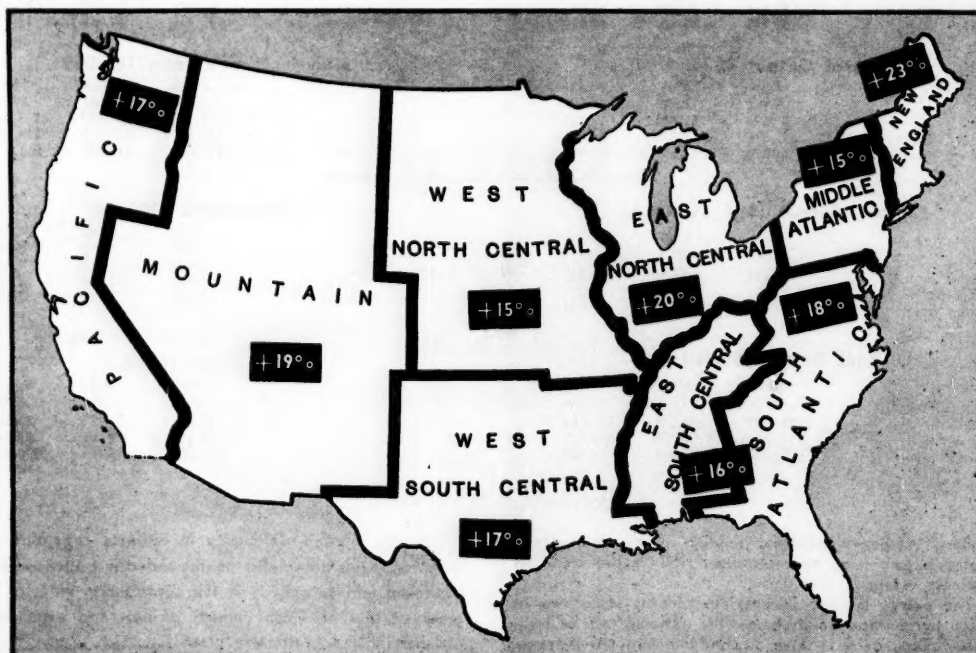 +17%
PACIFIC
MOUNTAIN
+19%
WEST
NORTH CENTRAL
+15%
WEST
SOUTH CENTRAL
+17%
EAST
NORTH CENTRAL
+20%
EAST
SOUTH CENTRAL
+16%
+23%
NEW
ENGLAND
+15%
MIDDLE
ATLANTIC
+18%
SOUTH
ATLANTIC